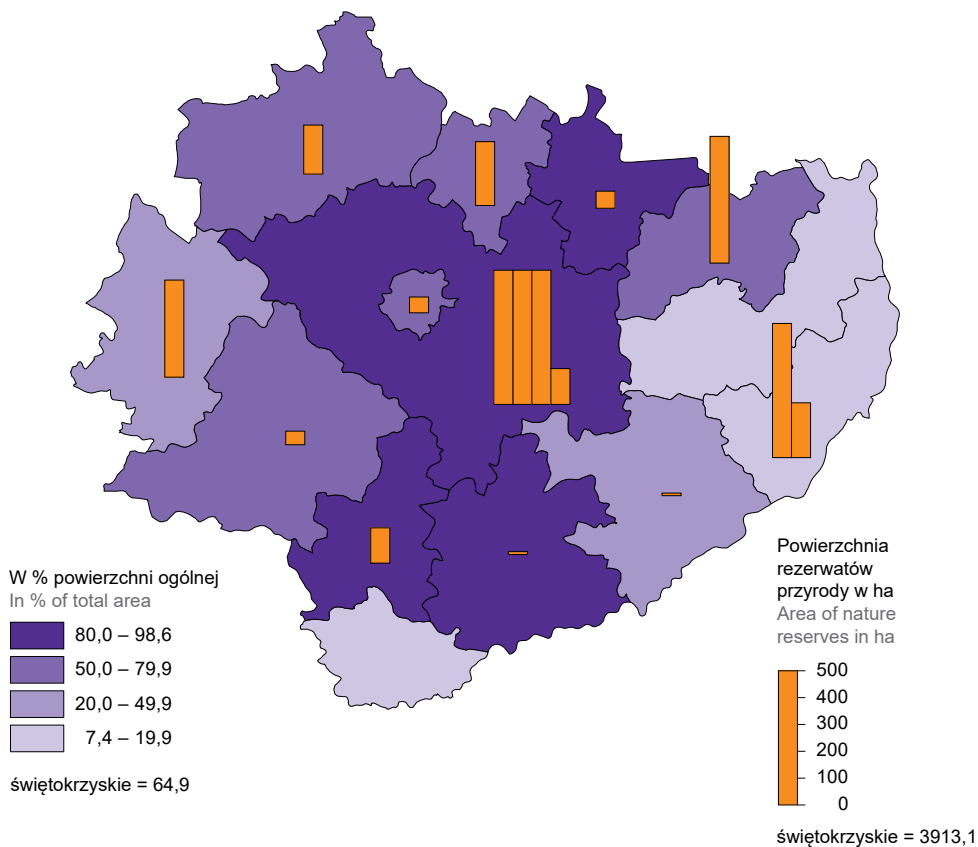 W % powierzchni ogólnej
In % of total area
80,0 – 98,6
50,0 – 79,9
20,0 – 49,9
7,4 – 19,9
świętokrzyskie = 64,9
Powierzchnia
rezerwatów
przyrody w ha
Area of nature
reserves in ha
500
400
300
200
100
0
świętokrzyskie = 3913,1